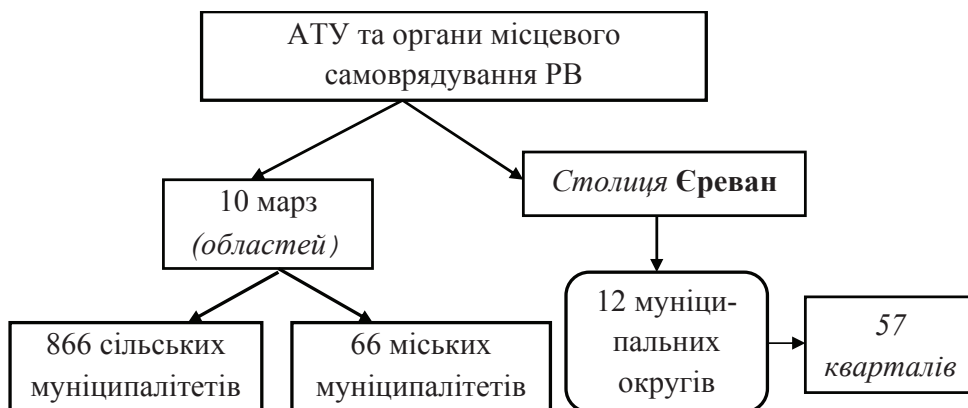 АТУ та органи місцевого
самоврядування РВ
Столиця Єреван
10 марз
(областей)
866 сільських
муніципалітетів
66 міських
муніципалітетів
12 муніци-
пальних
округів
57
кварталів